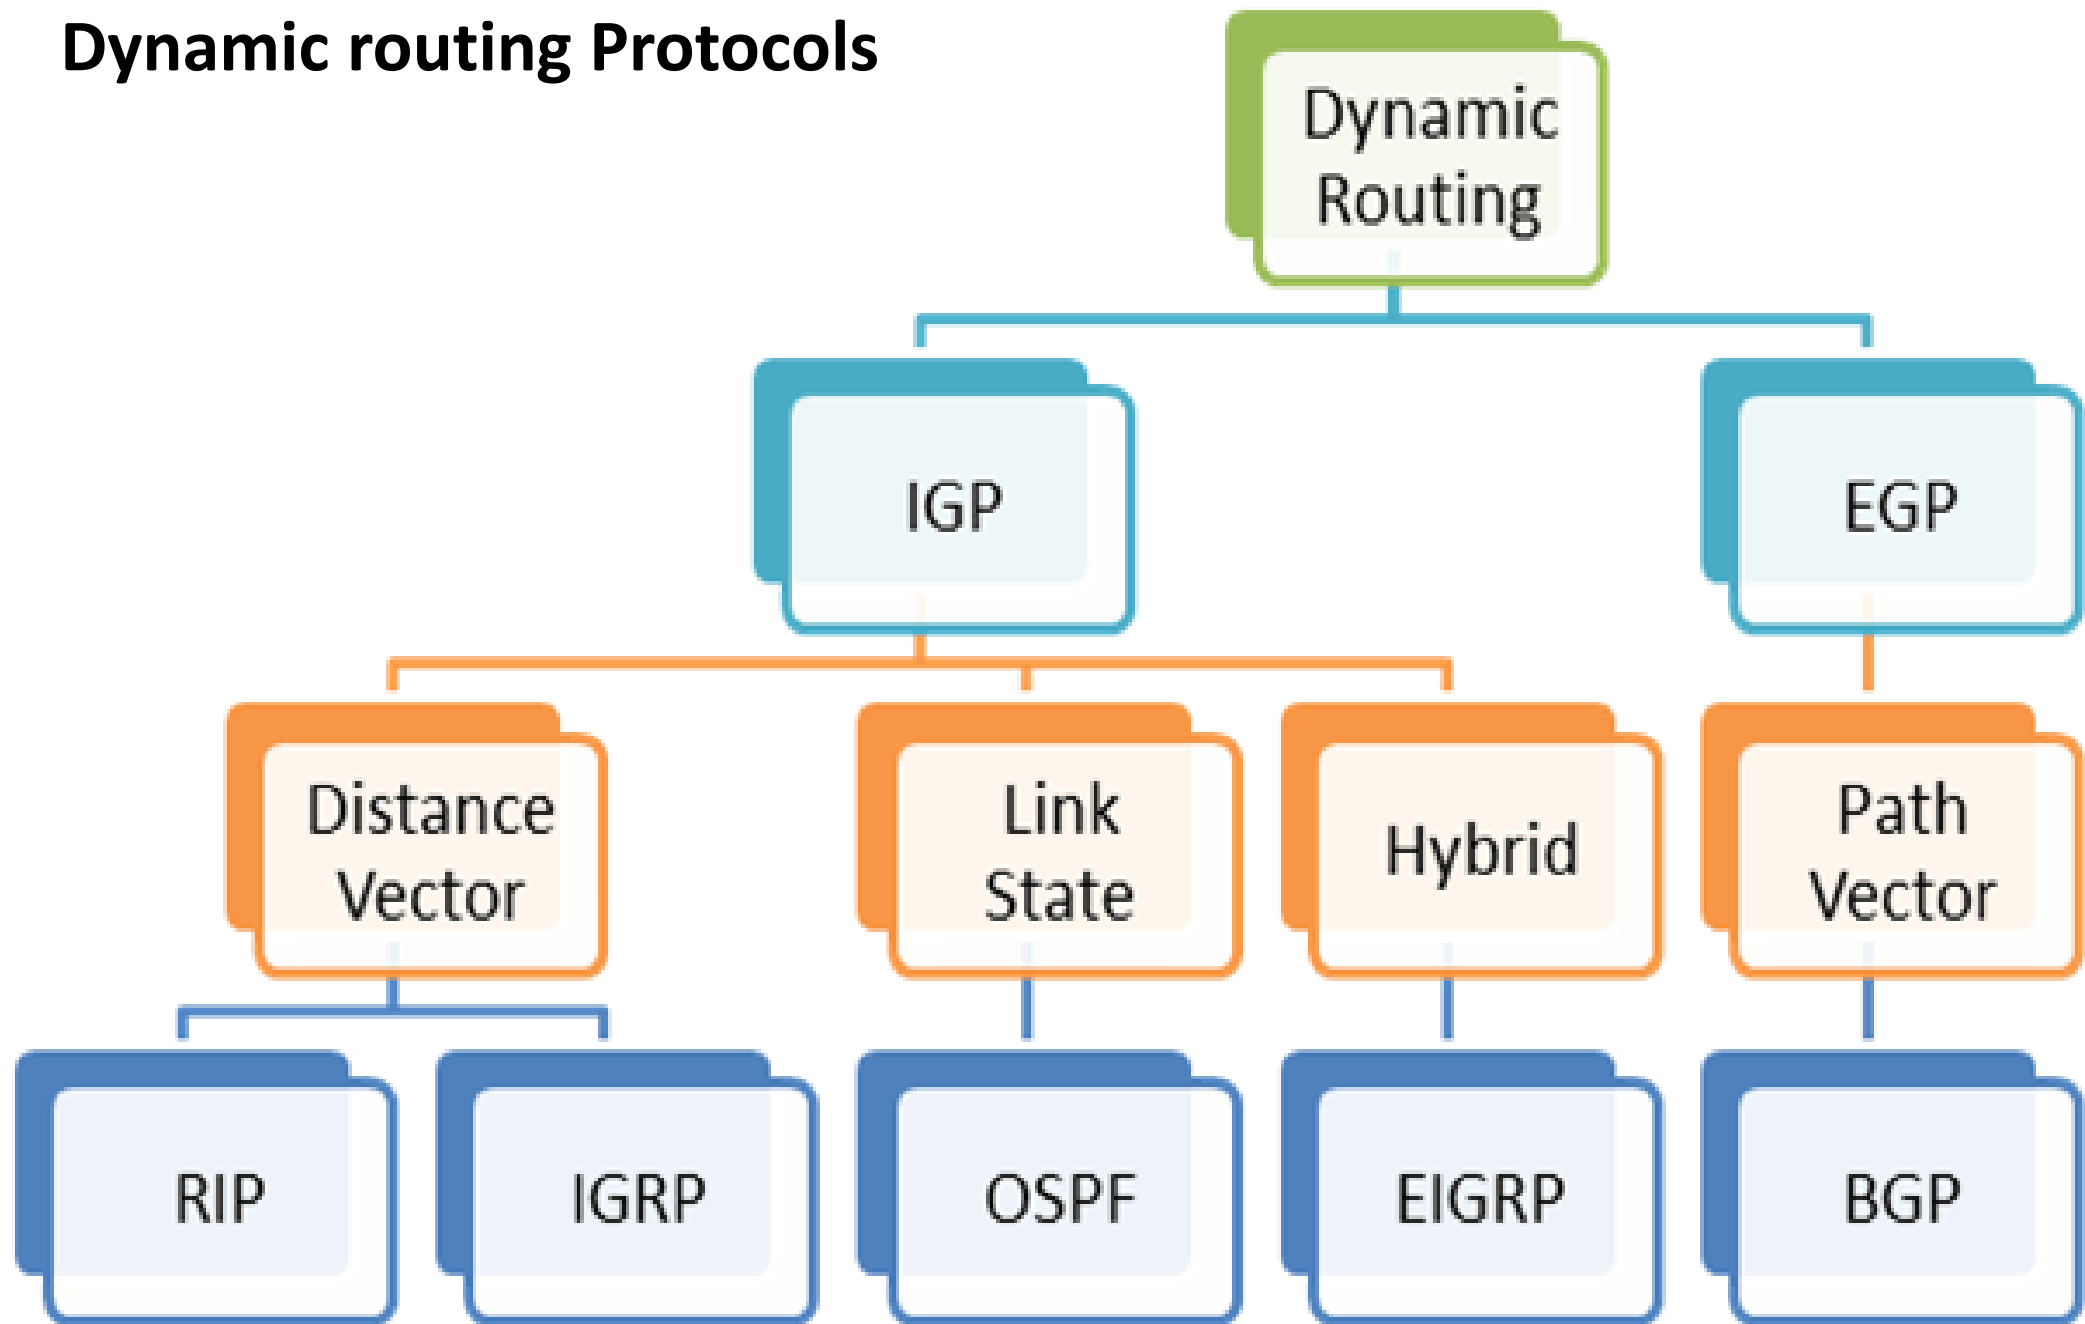 Dynamic routing Protocols
Dynamic
Routing
IGP
EGP
Distance
Vector
Link
State
Hybrid
Path
Vector
RIP
IGRP
OSPF
EIGRP
BGP